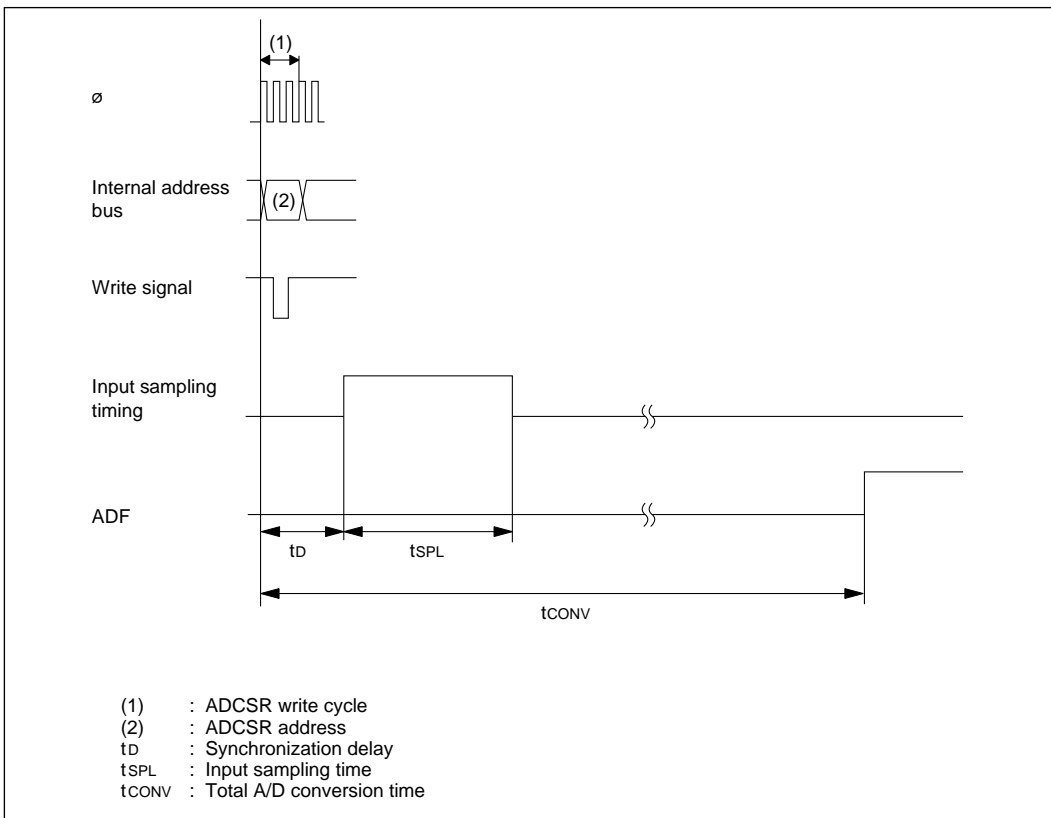 (1)
ø
Internal address
bus
(2)
Write signal
Input sampling
timing
ADF
tD
tSPL
tCONV
(1) : ADCSR write cycle
(2) : ADCSR address
tD : Synchronization delay
tSPL : Input sampling time
tCONV : Total A/D conversion time